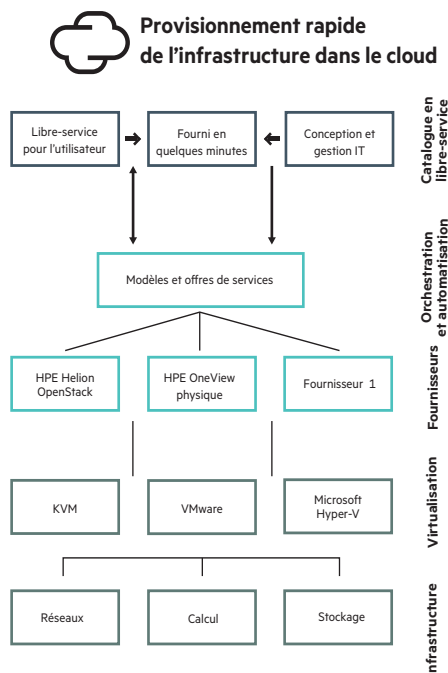 Provisionnement rapide
de l'infrastructure dans le cloud
Libre-service
pour l'utilisateur
Fourni en
quelques minutes
Conception et
gestion IT
Catalogue en
libre-service
Modèles et offres de services
Orchestration
et automatisation
HPE Helion
OpenStack
HPE OneView
physique
Fournisseur 1
Fournisseurs
KVM
VMware
Microsoft
Hyper-V
Virtualisation
Réseaux
Calcul
Stockage
nfrastructure